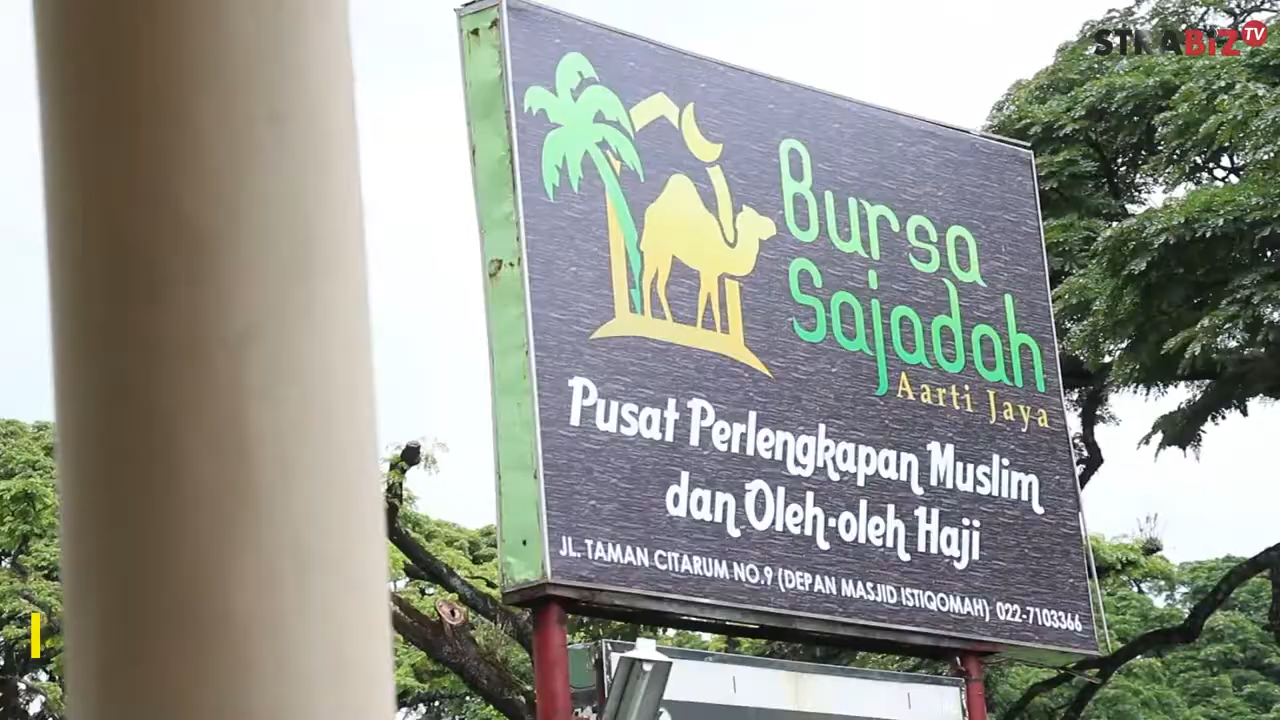 STRABIZ TV
Bursa
Sajadah
Aarti Jaya
Pusat Perlengkapan Muslim
dan Oleh-oleh Haji
JL. TAMAN CITARUM NO.9 (DEPAN MASJID ISTIQOMAH) 022-7103366